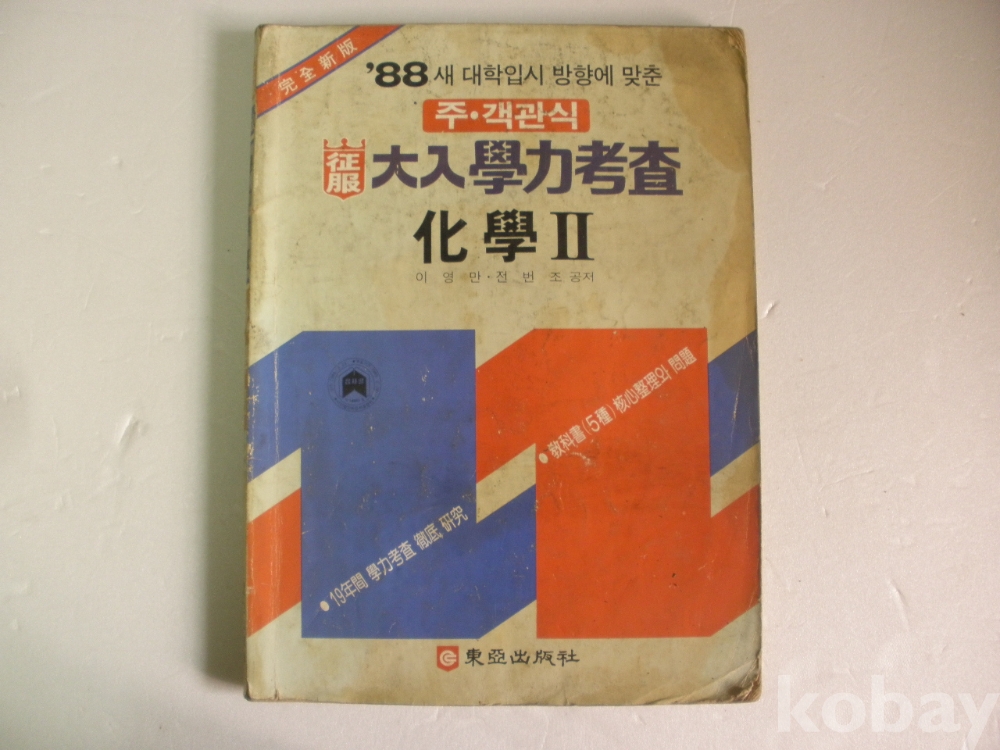 完全新版
'88 새 대학입시 방향에 맞춘
주·객관식
征服
大入學力考査
化學 II
이 영 만·전 번 조 공저
● 教科書(5種) 核心整理와 問題
● 19年間 學力考査 徹底 研究
東亞出版社
kobay